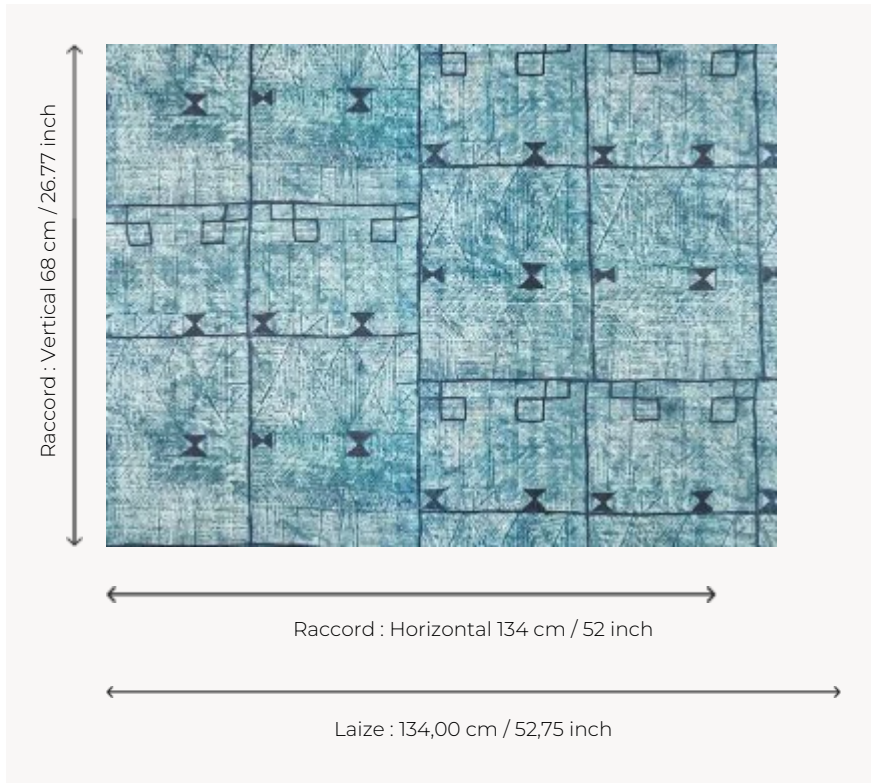 Raccord : Vertical 68 cm / 26.77 inch
Raccord : Horizontal 134 cm / 52 inch
Laize : 134,00 cm / 52,75 inch